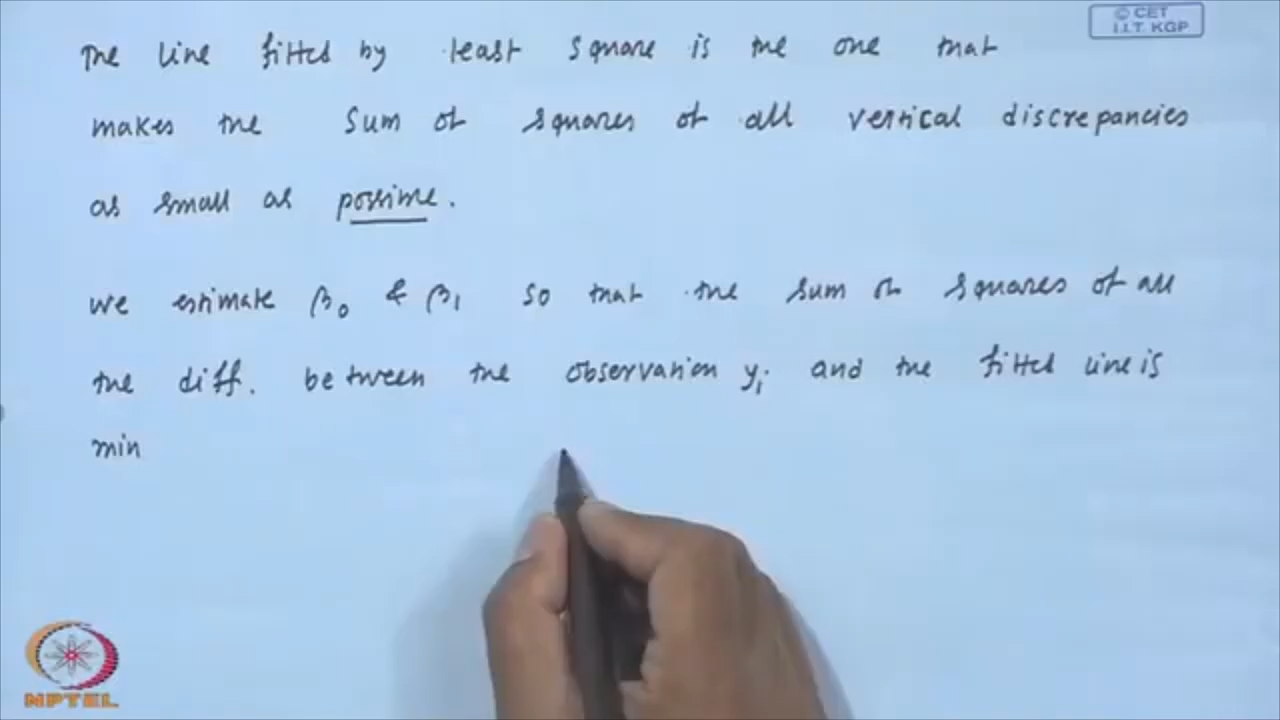 © CET
I.I.T. KGP
The line fitted by least square is the one that
makes the sum of squares of all vertical discrepancies
as small as possible.
we estimate β₀ & β₁ so that the sum of squares of all
the diff. between the observation yᵢ and the fitted line is
min
NPTEL